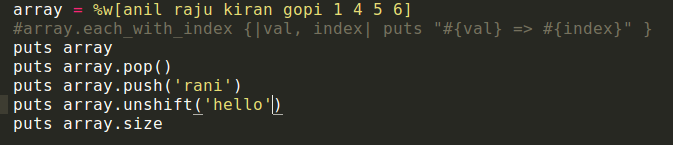 array = %w[anil raju kiran gopi 1 4 5 6]
#array.each_with_index {|val, index| puts "#{val} => #{index}" }
puts array
puts array.pop()
puts array.push('rani')
puts array.unshift('hello')
puts array.size